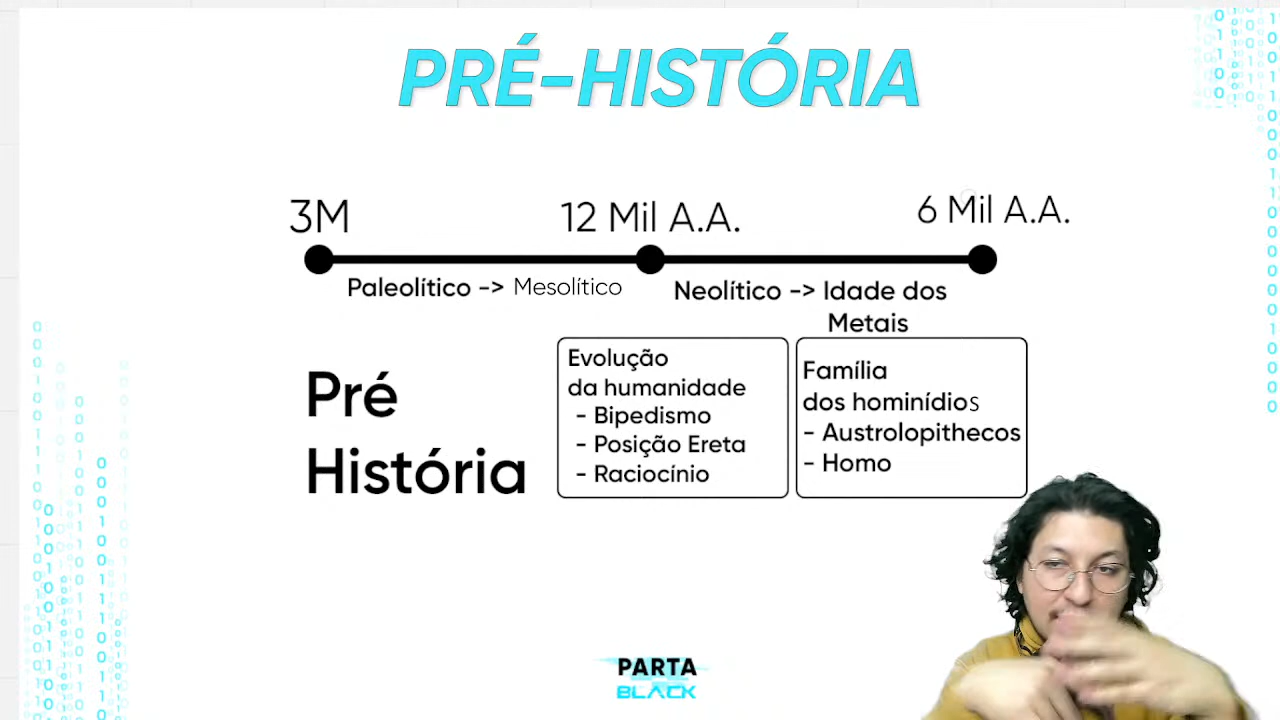 PRÉ-HISTÓRIA
3M
12 Mil A.A.
6 Mil A.A.
Paleolítico -> Mesolítico
Neolítico -> Idade dos
Metais
Pré
História
Evolução
da humanidade
- Bipedismo
- Posição Ereta
- Raciocínio
Família
dos hominídios
- Austrolopithecos
- Homo
PARTA
BLACK